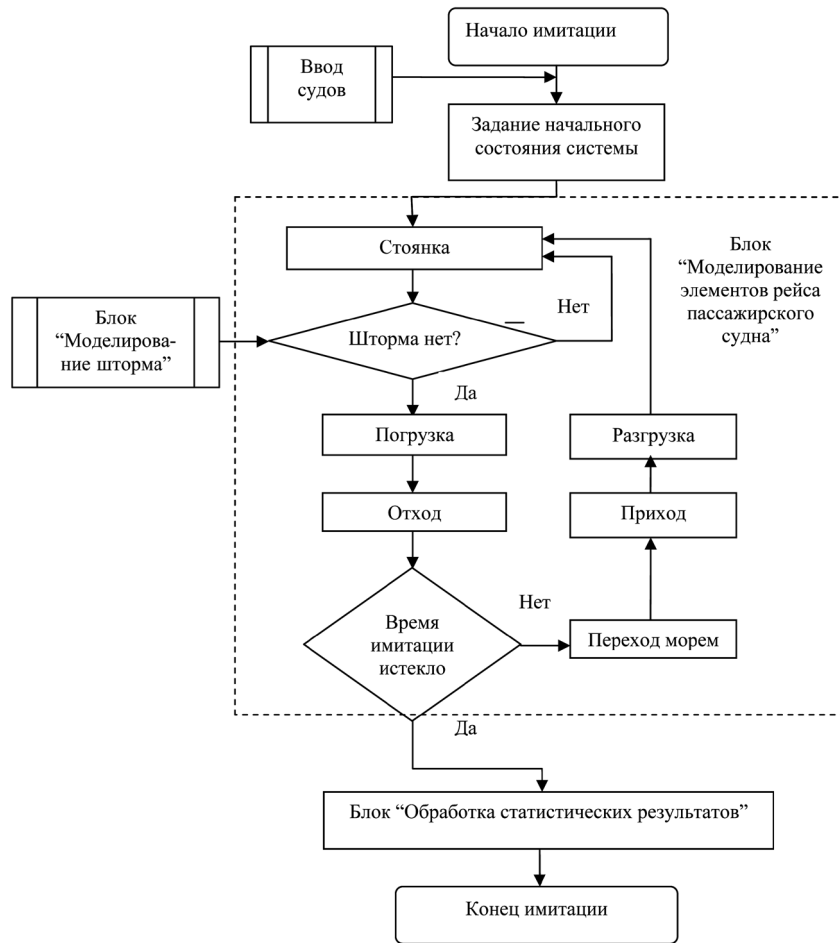 Начало имитации
Ввод
судов
Задание начального
состояния системы
Стоянка
Блок
“Моделирование
элементов рейса
пассажирского
судна”
Нет
Блок
“Моделирова-
ние шторма”
Шторма нет?
Да
Погрузка
Разгрузка
Отход
Приход
Нет
Время
имитации
истекло
Переход морем
Да
Блок “Обработка статистических результатов”
Конец имитации